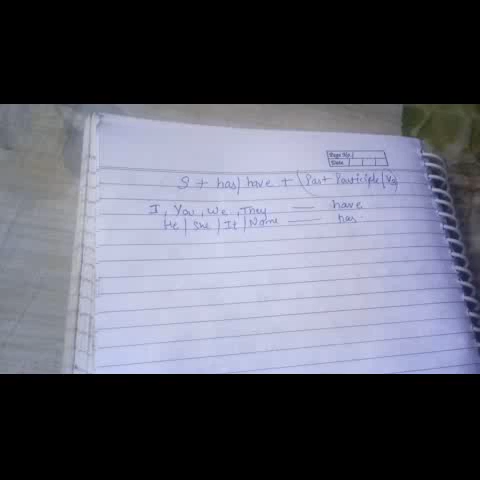 Page No.
Date / /
S + has/have + (Past Participle/V3)
I, You, We, They — have
He | She | It | Name — has